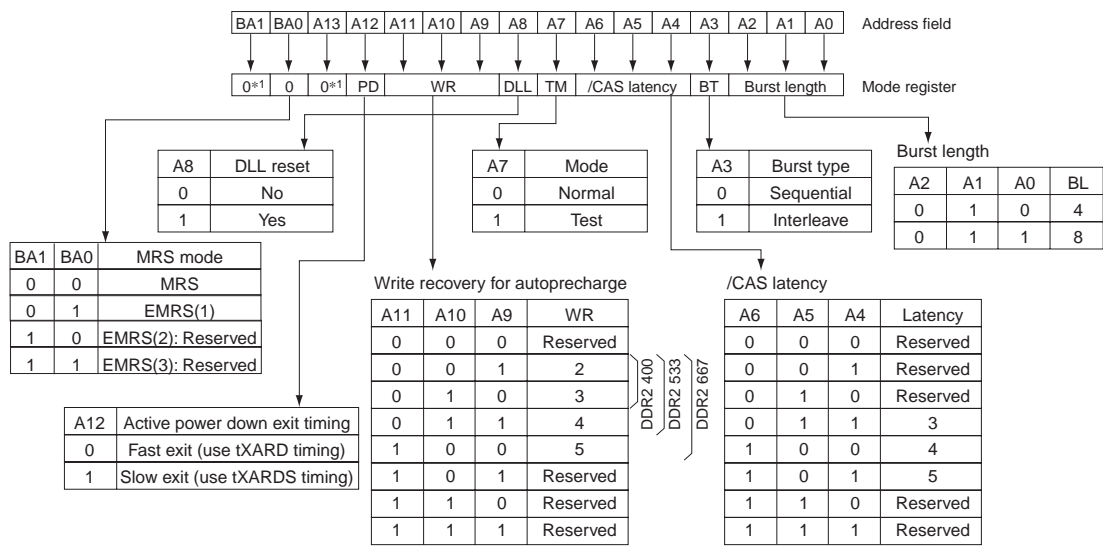 BA1 BA0 A13 A12 A11 A10 A9 A8 A7 A6 A5 A4 A3 A2 A1 A0 Address field
0*1 0 0*1 PD WR DLL TM /CAS latency BT Burst length Mode register
A8 DLL reset
0 No
1 Yes
A7 Mode
0 Normal
1 Test
A3 Burst type
0 Sequential
1 Interleave
Burst length
A2 A1 A0 BL
0 1 0 4
0 1 1 8
BA1 BA0 MRS mode
0 0 MRS
0 1 EMRS(1)
1 0 EMRS(2): Reserved
1 1 EMRS(3): Reserved
A12 Active power down exit timing
0 Fast exit (use tXARD timing)
1 Slow exit (use tXARDS timing)
Write recovery for autoprecharge
A11 A10 A9 WR
0 0 0 Reserved
0 0 1 2
0 1 0 3
0 1 1 4
1 0 0 5
1 0 1 Reserved
1 1 0 Reserved
1 1 1 Reserved
DDR2 400
DDR2 533
DDR2 667
/CAS latency
A6 A5 A4 Latency
0 0 0 Reserved
0 0 1 Reserved
0 1 0 Reserved
0 1 1 3
1 0 0 4
1 0 1 5
1 1 0 Reserved
1 1 1 Reserved